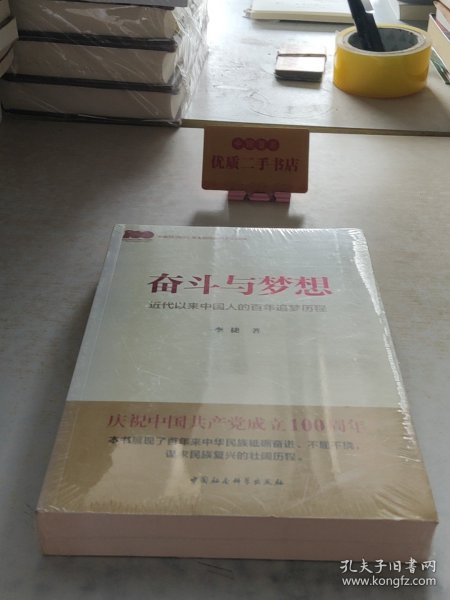 优质二手书店
奋斗与梦想
近代以来中国人的百年追梦历程
李捷 著
庆祝中国共产党成立100周年
本书展现了百年来中华民族砥砺奋进、不屈不挠，
谋求民族复兴的壮阔历程。
中国社会科学出版社
孔夫子旧书网
www.kongfz.com